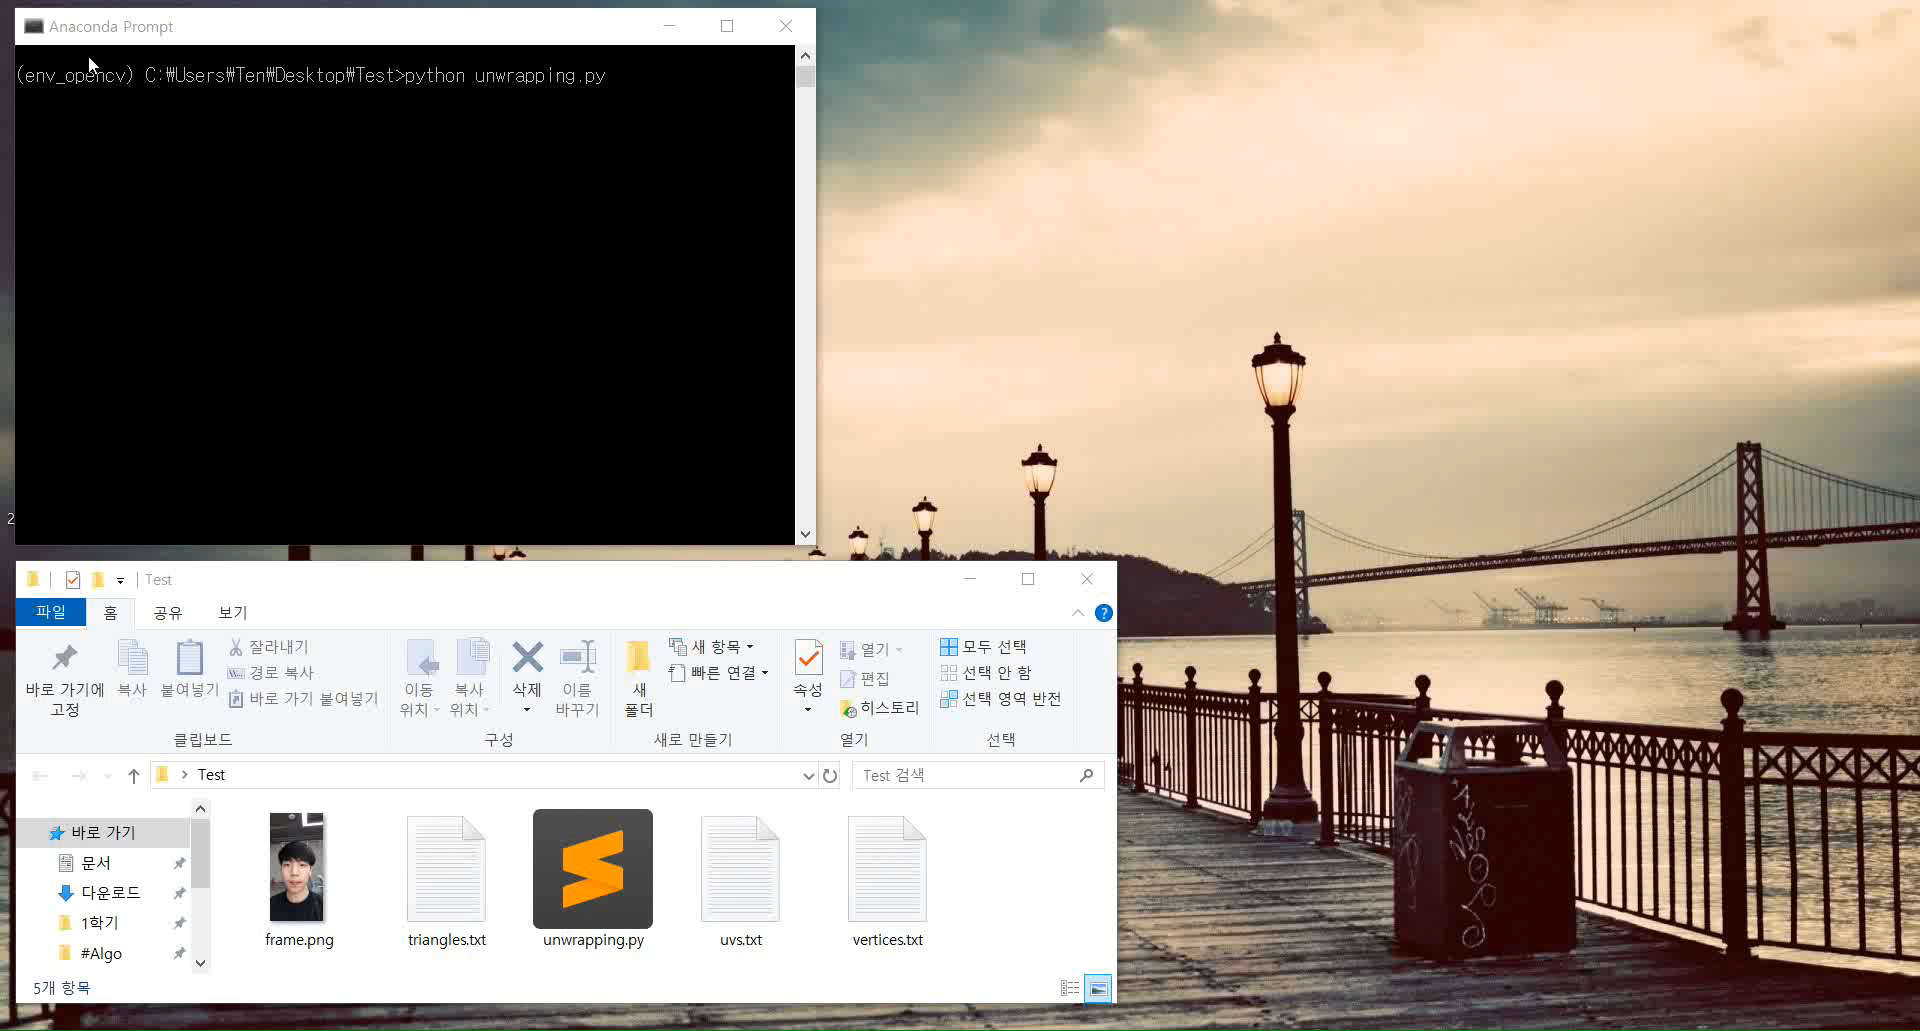 Anaconda Prompt
(env_opencv) C:₩Users₩Ten₩Desktop₩Test>python unwrapping.py
2
Test
파일 홈 공유 보기
바로 가기에 고정
복사
붙여넣기
잘라내기
경로 복사
바로 가기 붙여넣기
클립보드
이동 위치
복사 위치
삭제
이름 바꾸기
구성
새 폴더
새 항목
빠른 연결
새로 만들기
속성
열기
편집
히스토리
열기
모두 선택
선택 안 함
선택 영역 반전
선택
Test
Test 검색
바로 가기
문서
다운로드
1학기
#Algo
frame.png
triangles.txt
unwrapping.py
uvs.txt
vertices.txt
5개 항목